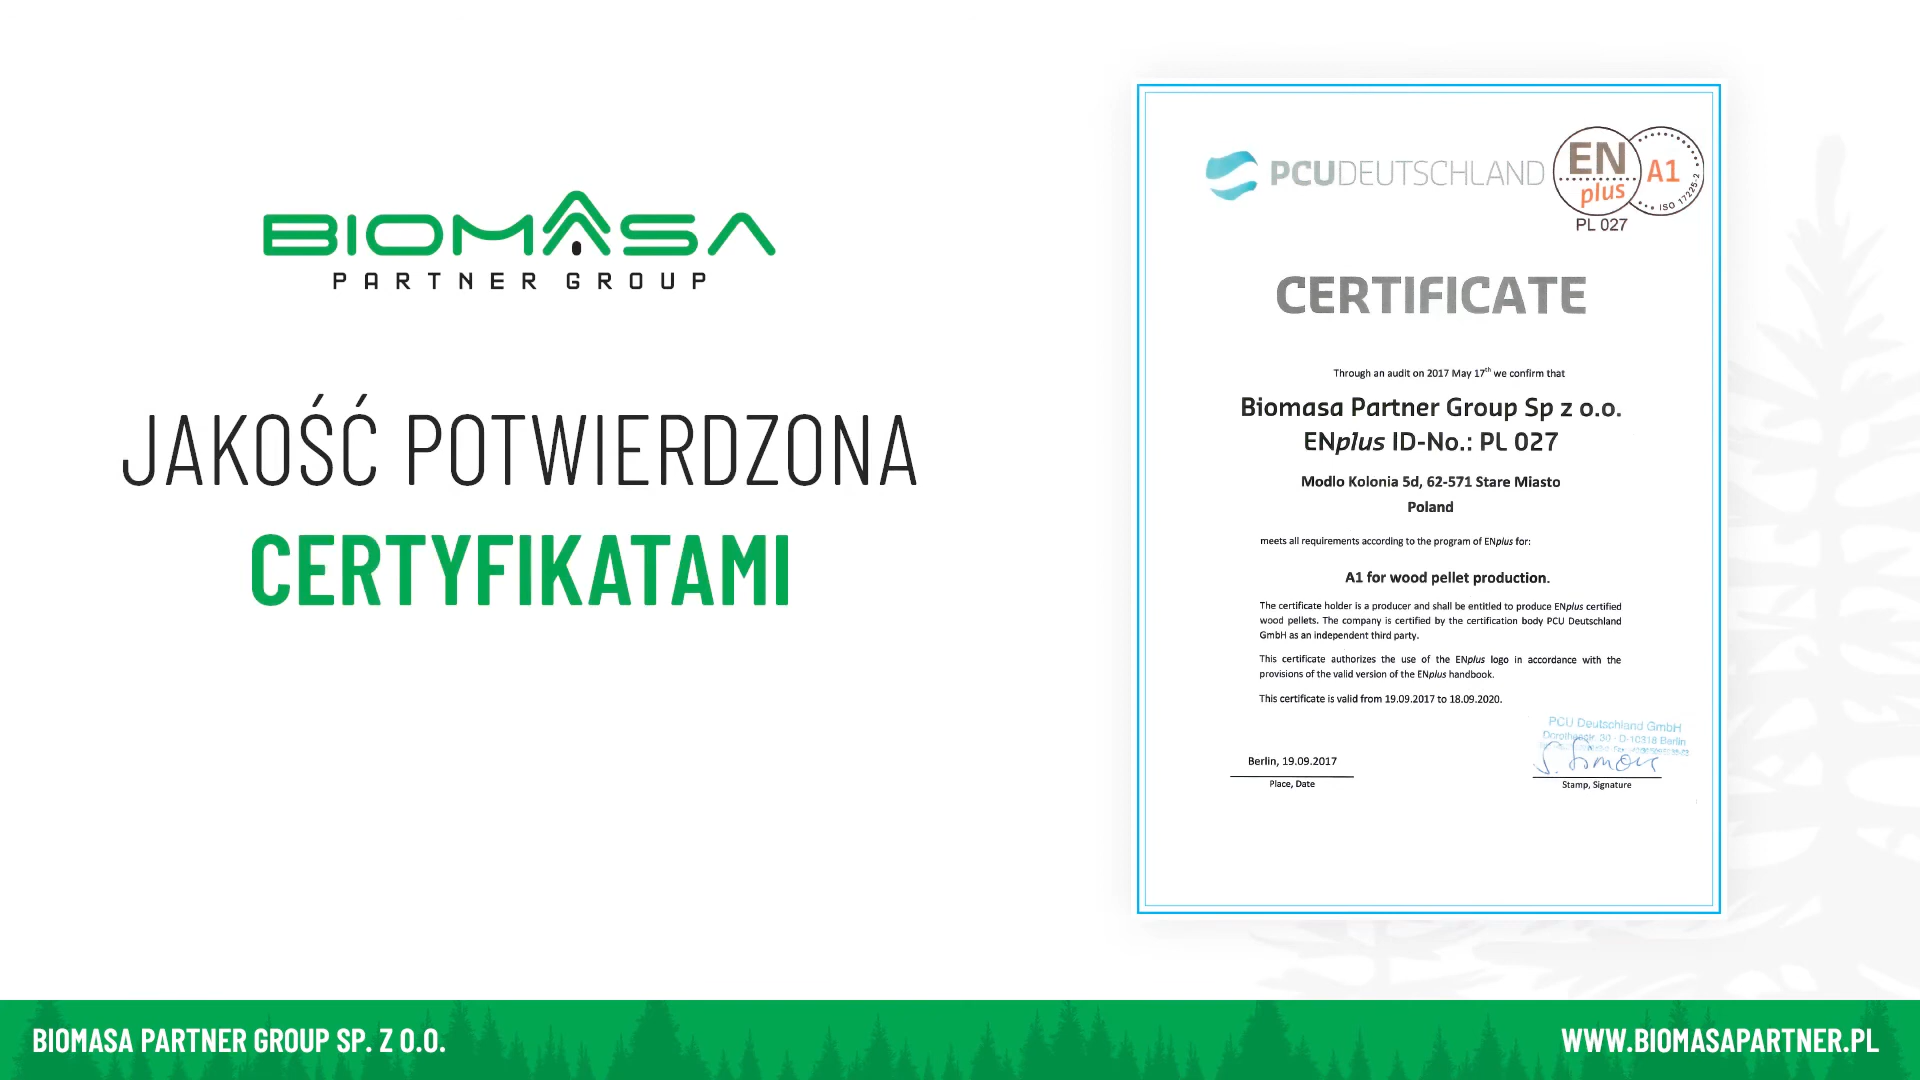 BIOMASA
PARTNER GROUP
JAKOŚĆ POTWIERDZONA
CERTYFIKATAMI
PCUDEUTSCHLAND
EN
plus
A1
ISO 17225-2
PL 027
CERTIFICATE
Through an audit on 2017 May 17th we confirm that
Biomasa Partner Group Sp z o.o.
ENplus ID-No.: PL 027
Modlo Kolonia 5d, 62-571 Stare Miasto
Poland
meets all requirements according to the program of ENplus for:
A1 for wood pellet production.
The certificate holder is a producer and shall be entitled to produce ENplus certified
wood pellets. The company is certified by the certification body PCU Deutschland
GmbH as an independent third party.
This certificate authorizes the use of the ENplus logo in accordance with the
provisions of the valid version of the ENplus handbook.
This certificate is valid from 19.09.2017 to 18.09.2020.
PCU Deutschland GmbH
30 - D-10318 Berlin
Berlin, 19.09.2017
Place, Date
Stamp, Signature
BIOMASA PARTNER GROUP SP. Z O.O.
WWW.BIOMASAPARTNER.PL